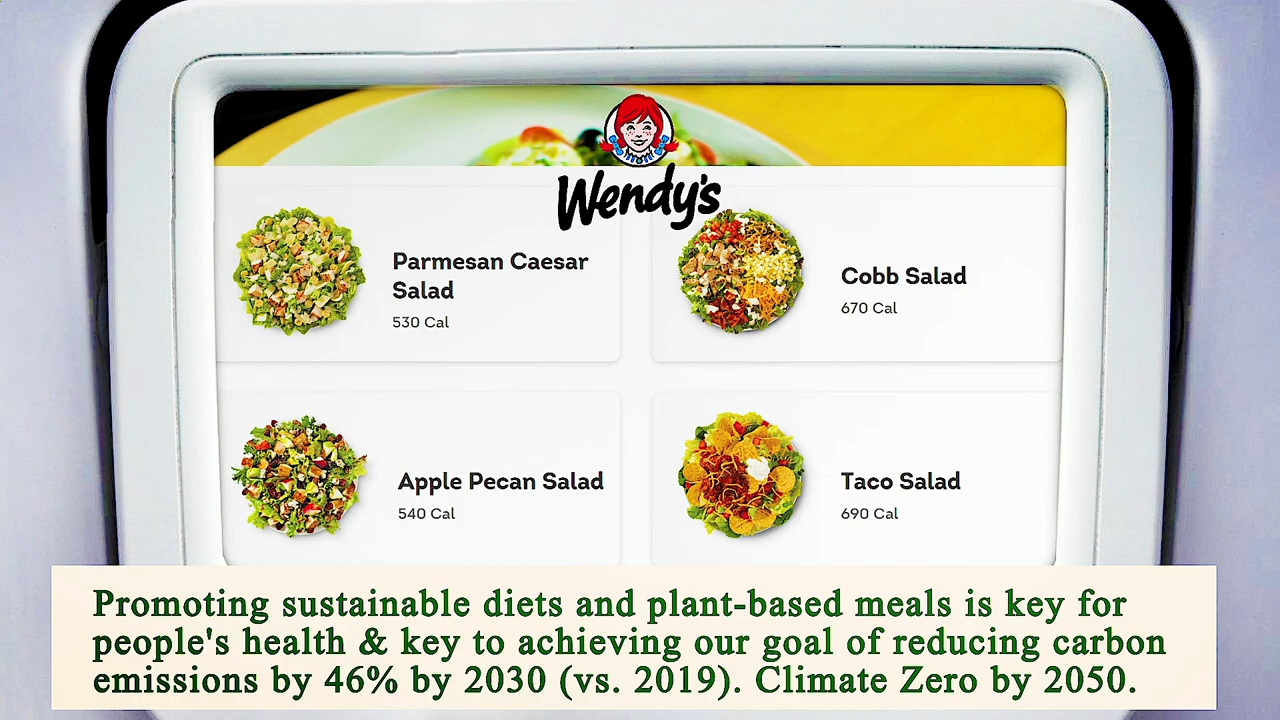 Wendy's
Parmesan Caesar
Salad
530 Cal
Cobb Salad
670 Cal
Apple Pecan Salad
540 Cal
Taco Salad
690 Cal
Promoting sustainable diets and plant-based meals is key for
people's health & key to achieving our goal of reducing carbon
emissions by 46% by 2030 (vs. 2019). Climate Zero by 2050.